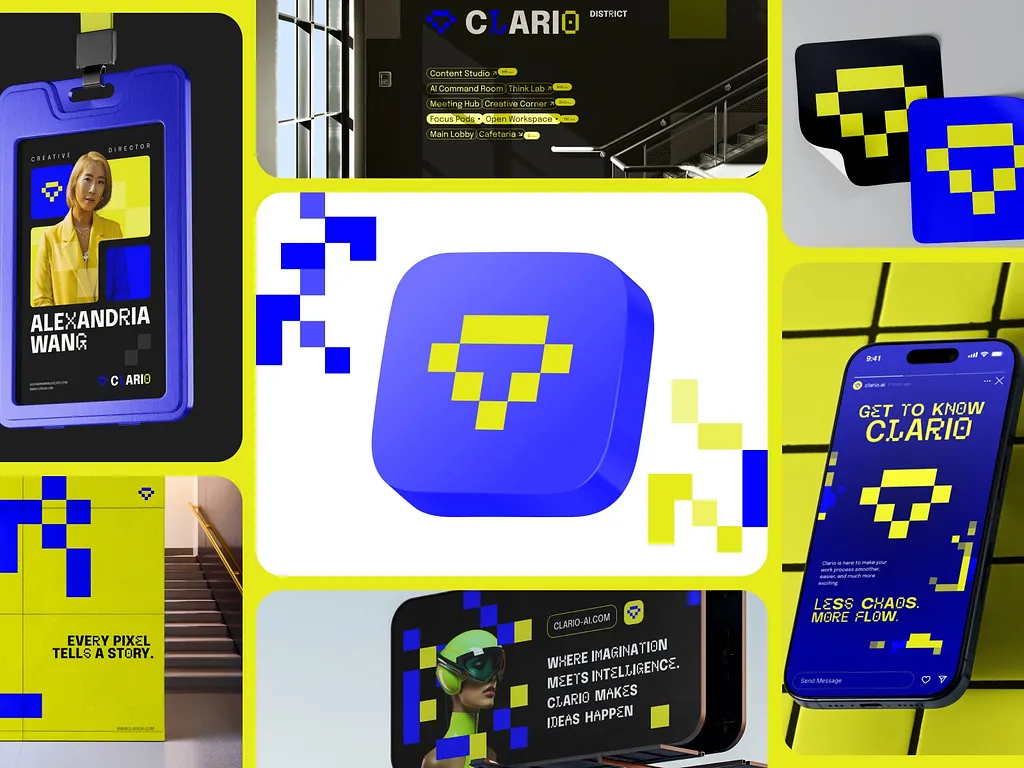 CREATIVE DIRECTOR
ALEXANDRIA
WANG
CLARIO
CLARIO DISTRICT
Content Studio
AI Command Room Think Lab
Meeting Hub Creative Corner
Focus Pods Open Workspace
Main Lobby Cafetaria
EVERY PIXEL
TELLS A STORY.
CLARIO-AI.COM
WHERE IMAGINATION
MEETS INTELLIGENCE.
CLARIO MAKES
IDEAS HAPPEN
9:41
clario.ai
GET TO KNOW
CLARIO
Clario is here to make your
work process smoother,
easier, and much more
exciting
LESS CHAOS.
MORE FLOW.
Send Message